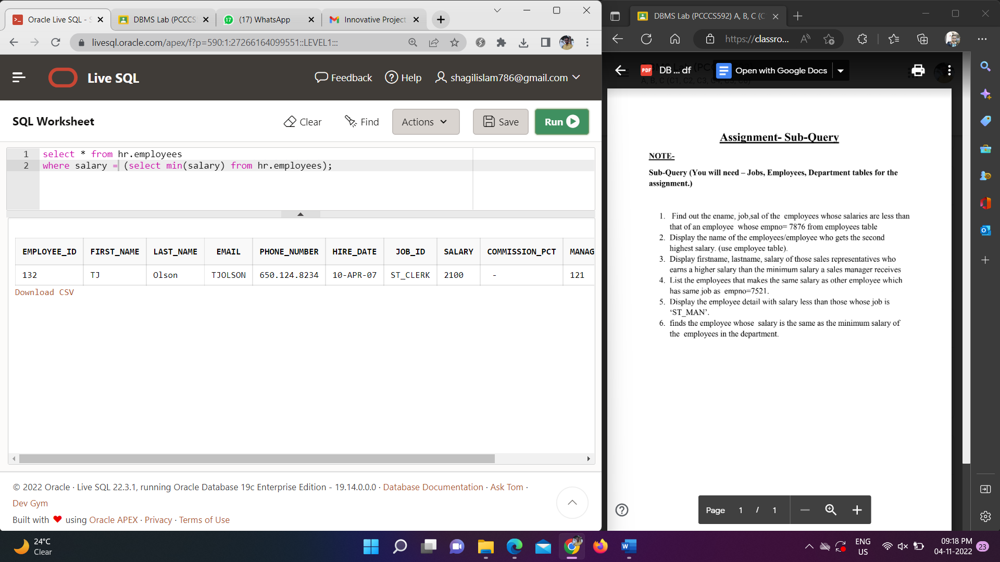 Oracle Live SQL - S
DBMS Lab (PCCCS
17 (17) WhatsApp
Innovative Project
livesql.oracle.com/apex/f?p=590:1:27266164099551::LEVEL1:::
Live SQL
Feedback
Help
shagilislam786@gmail.com
SQL Worksheet
Clear
Find
Actions
Save
Run
1 select * from hr.employees
2 where salary = (select min(salary) from hr.employees);
EMPLOYEE_ID FIRST_NAME LAST_NAME EMAIL PHONE_NUMBER HIRE_DATE JOB_ID SALARY COMMISSION_PCT MANAG
132 TJ Olson TJOLSON 650.124.8234 10-APR-07 ST_CLERK 2100 - 121
Download CSV
© 2022 Oracle · Live SQL 22.3.1, running Oracle Database 19c Enterprise Edition - 19.14.0.0.0 · Database Documentation · Ask Tom ·
Dev Gym
Built with ❤ using Oracle APEX · Privacy · Terms of Use
DBMS Lab (PCCCS592) A, B, C (C
https://classro...
PDF DB ... df
Open with Google Docs
A, B, C (C1, C2, C3, C4, C5, C6)
Assignment- Sub-Query
NOTE-
Sub-Query (You will need – Jobs, Employees, Department tables for the
assignment.)
1. Find out the ename, job,sal of the employees whose salaries are less than
that of an employee whose empno= 7876 from employees table
2. Display the name of the employees/employee who gets the second
highest salary. (use employee table).
3. Display firstname, lastname, salary of those sales representatives who
earns a higher salary than the minimum salary a sales manager receives
4. List the employees that makes the same salary as other employee which
has same job as empno=7521.
5. Display the employee detail with salary less than those whose job is
‘ST_MAN’.
6. finds the employee whose salary is the same as the minimum salary of
the employees in the department.
Page 1 / 1
24°C
Clear
ENG
US
09:18 PM
04-11-2022
23